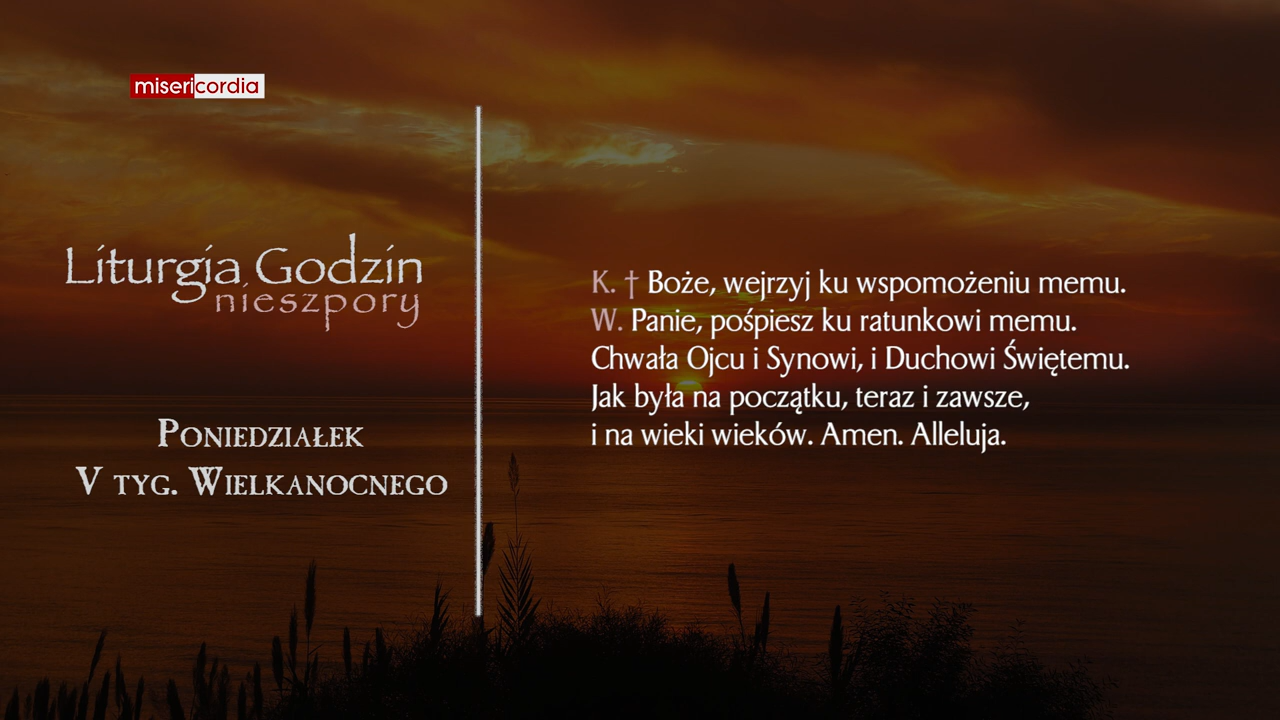 misericordia
Liturgia Godzin
nieszpory
Poniedziałek
V tyg. Wielkanocnego
K. † Boże, wejrzyj ku wspomożeniu memu.
W. Panie, pośpiesz ku ratunkowi memu.
Chwała Ojcu i Synowi, i Duchowi Świętemu.
Jak była na początku, teraz i zawsze,
i na wieki wieków. Amen. Alleluja.